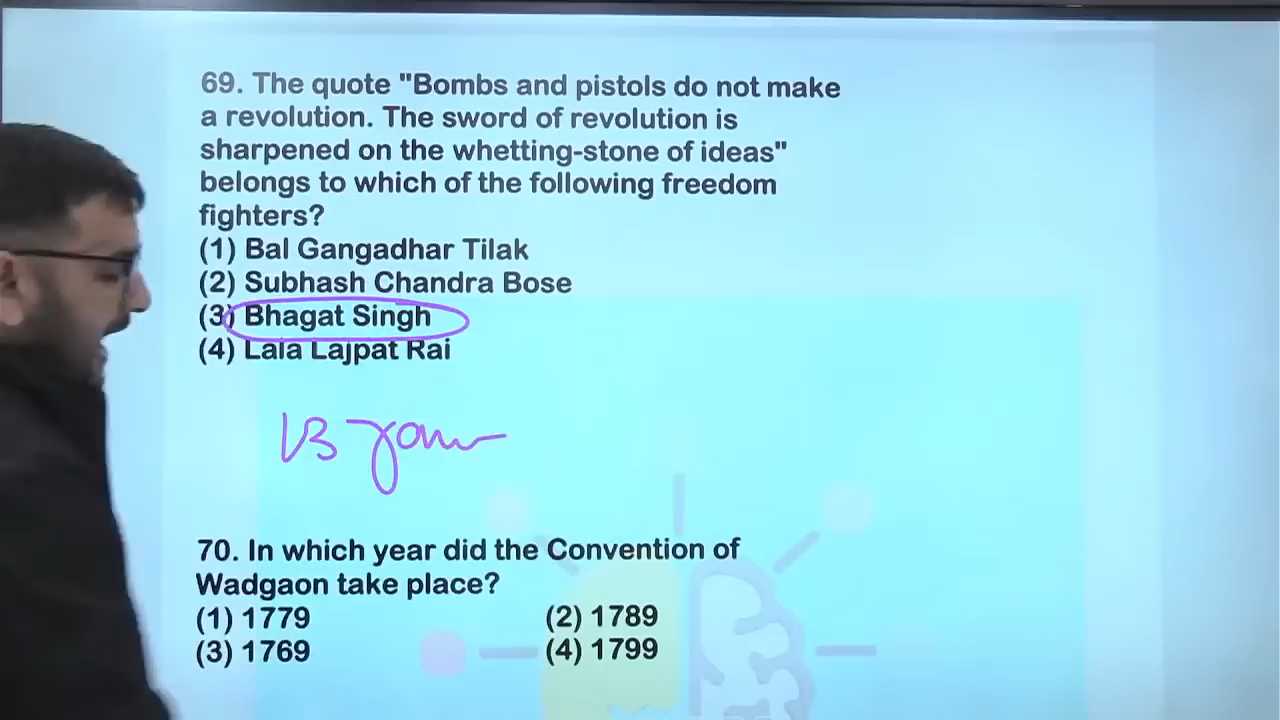 69. The quote "Bombs and pistols do not make
a revolution. The sword of revolution is
sharpened on the whetting-stone of ideas"
belongs to which of the following freedom
fighters?
(1) Bal Gangadhar Tilak
(2) Subhash Chandra Bose
(3) Bhagat Singh
(4) Lala Lajpat Rai
70. In which year did the Convention of
Wadgaon take place?
(1) 1779 (2) 1789
(3) 1769 (4) 1799